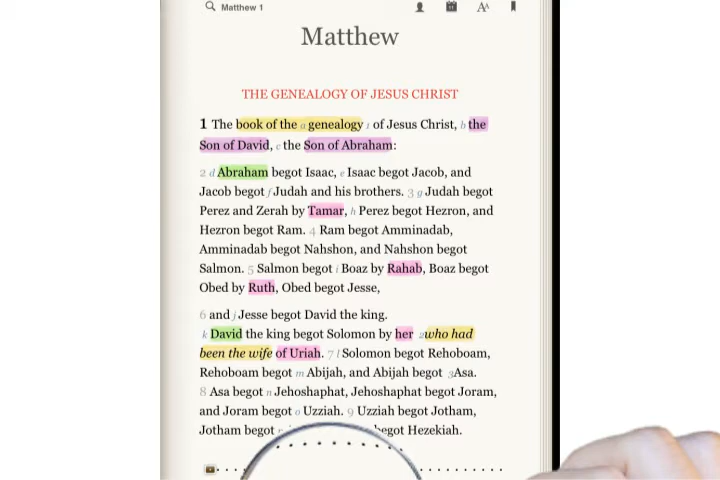 Matthew 1
Matthew
THE GENEALOGY OF JESUS CHRIST
1 The book of the a genealogy 1 of Jesus Christ, b the
Son of David, c the Son of Abraham:
2 d Abraham begot Isaac, e Isaac begot Jacob, and
Jacob begot f Judah and his brothers. 3 g Judah begot
Perez and Zerah by Tamar, h Perez begot Hezron, and
Hezron begot Ram. 4 Ram begot Amminadab,
Amminadab begot Nahshon, and Nahshon begot
Salmon. 5 Salmon begot i Boaz by Rahab, Boaz begot
Obed by Ruth, Obed begot Jesse,
6 and j Jesse begot David the king.
k David the king begot Solomon by her 2 who had
been the wife of Uriah. 7 l Solomon begot Rehoboam,
Rehoboam begot m Abijah, and Abijah begot 3 Asa.
8 Asa begot n Jehoshaphat, Jehoshaphat begot Joram,
and Joram begot o Uzziah. 9 Uzziah begot Jotham,
Jotham begot begot Hezekiah.